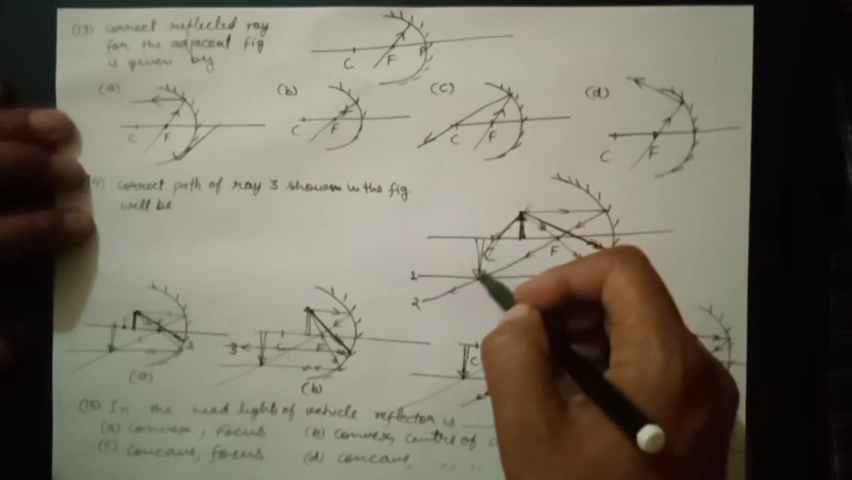 (13) correct reflected ray
for the adjacent fig
is given by
C F P
(a) (b) (c) (d)
C F C F C F C F
4) correct path of ray 3 shown in the fig
will be
C F
1
2
3 3 C F C
(a) (b)
(15) In the head light of vehicle reflector is
(a) convex, focus (b) convex, centre of c
(c) concave, focus (d) concave,